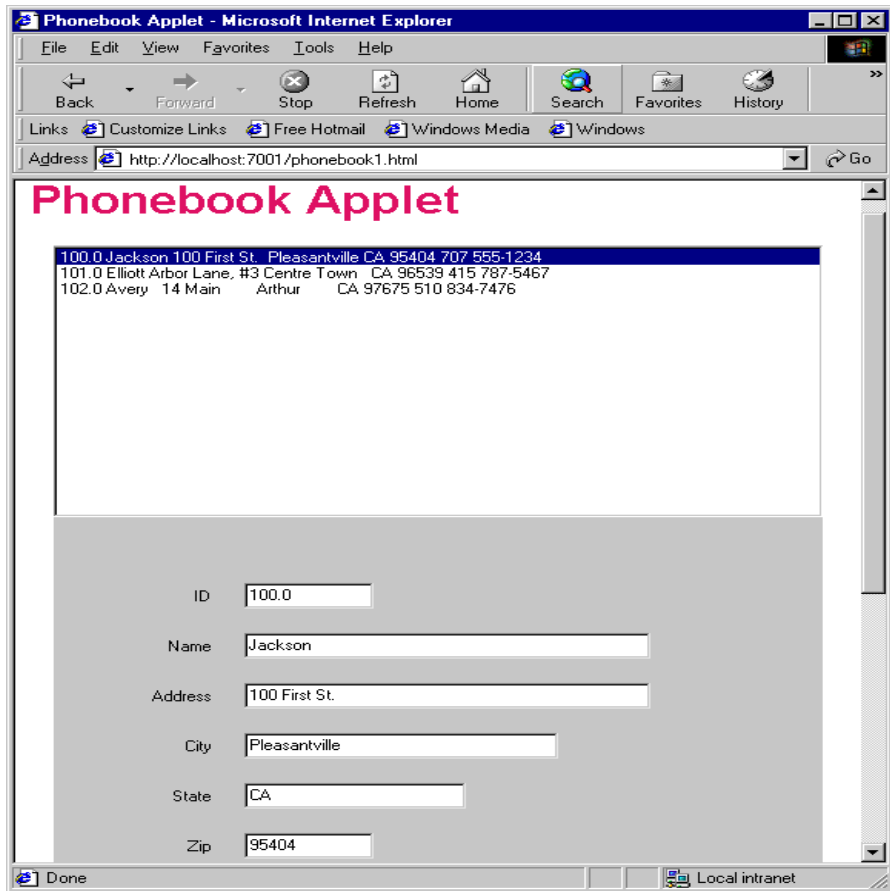 Phonebook Applet - Microsoft Internet Explorer
File Edit View Favorites Tools Help
Back Forward Stop Refresh Home Search Favorites History »
Links Customize Links Free Hotmail Windows Media Windows
Address http://localhost:7001/phonebook1.html Go
Phonebook Applet
100.0 Jackson 100 First St. Pleasantville CA 95404 707 555-1234
101.0 Elliott Arbor Lane, #3 Centre Town CA 96539 415 787-5467
102.0 Avery 14 Main Arthur CA 97675 510 834-7476
ID 100.0
Name Jackson
Address 100 First St.
City Pleasantville
State CA
Zip 95404
Done Local intranet